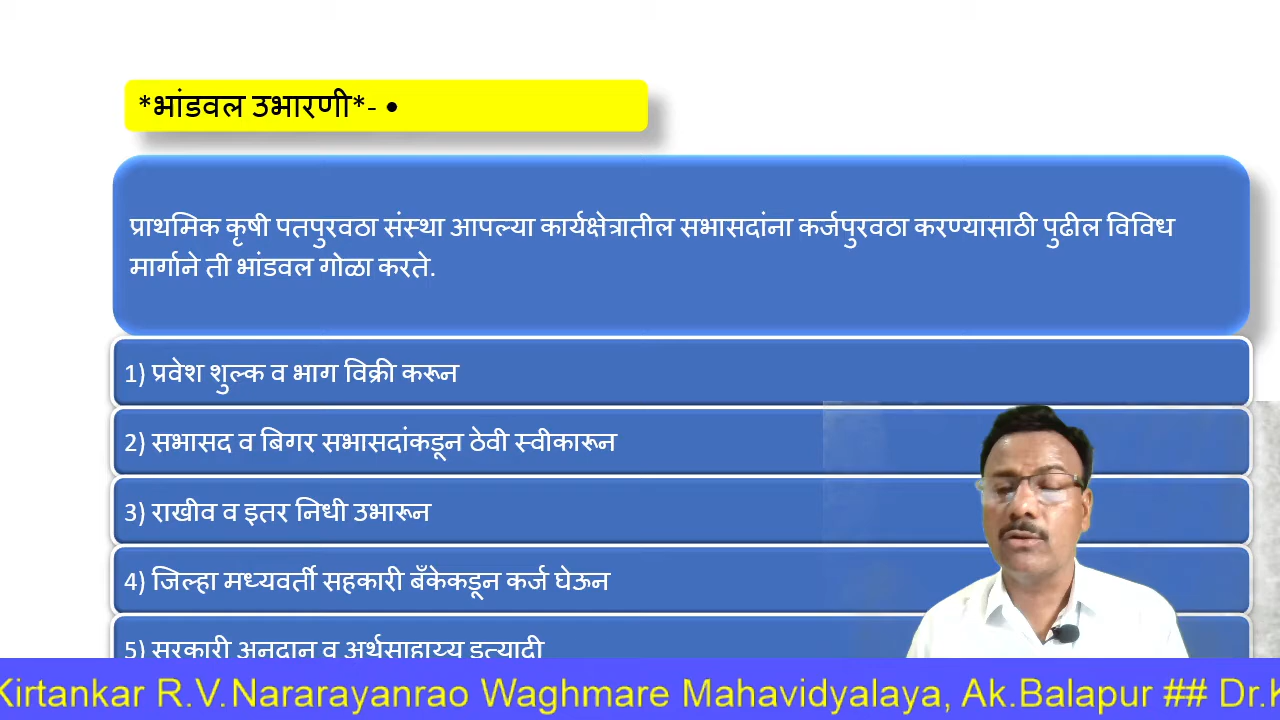 *भांडवल उभारणी*- •
प्राथमिक कृषी पतपुरवठा संस्था आपल्या कार्यक्षेत्रातील सभासदांना कर्जपुरवठा करण्यासाठी पुढील विविध
मार्गाने ती भांडवल गोळा करते.
1) प्रवेश शुल्क व भाग विक्री करून
2) सभासद व बिगर सभासदांकडून ठेवी स्वीकारून
3) राखीव व इतर निधी उभारून
4) जिल्हा मध्यवर्ती सहकारी बँकेकडून कर्ज घेऊन
5) सरकारी अनुदान व अर्थसाहाय्य इत्यादी
Kirtankar R.V.Nararayanrao Waghmare Mahavidyalaya, Ak.Balapur ## Dr.K